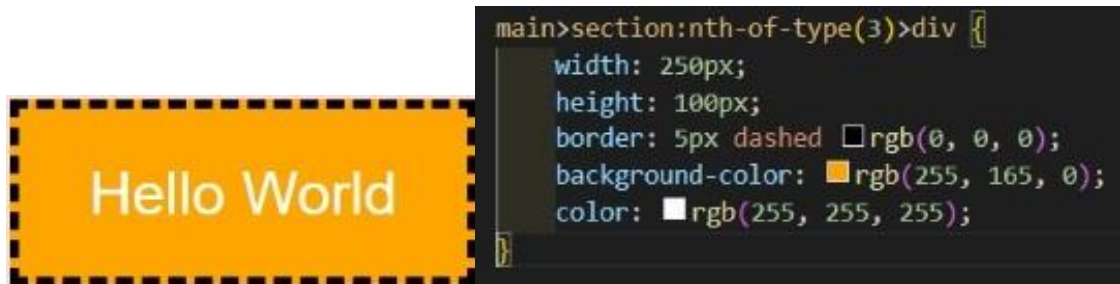 Hello World
main>section:nth-of-type(3)>div {
width: 250px;
height: 100px;
border: 5px dashed rgb(0, 0, 0);
background-color: rgb(255, 165, 0);
color: rgb(255, 255, 255);
}